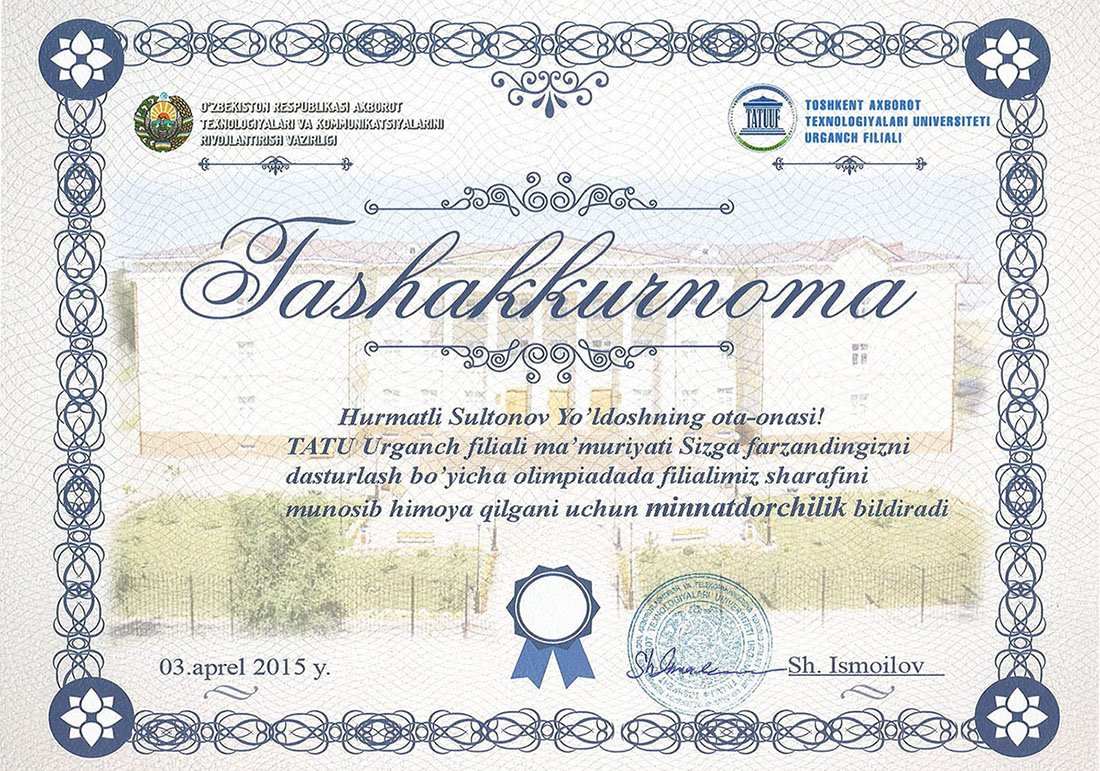 O'ZBEKISTON RESPUBLIKASI AXBOROT
TEXNOLOGIYALARI VA KOMMUNIKATSIYALARINI
RIVOJLANTIRISH VAZIRLIGI
TATUUF
TOSHKENT AXBOROT
TEXNOLOGIYALARI UNIVERSITETI
URGANCH FILIALI
Tashakkurnoma
Hurmatli Sultonov Yo'ldoshning ota-onasi!
TATU Urganch filiali ma'muriyati Sizga farzandingizni
dasturlash bo'yicha olimpiadada filialimiz sharafini
munosib himoya qilgani uchun minnatdorchilik bildiradi
03.aprel 2015 y.
Sh. Ismoilov